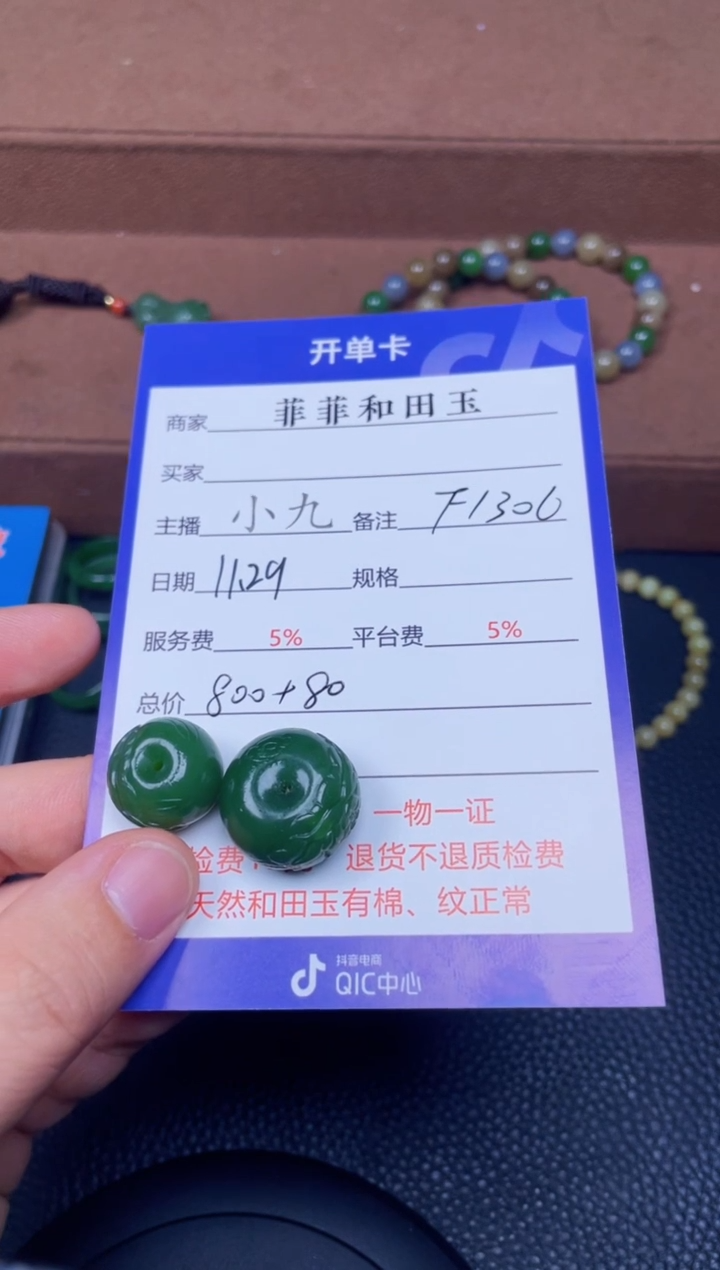 开单卡
商家 菲菲和田玉
买家
主播 小九 备注 F1306
日期 11.29 规格
服务费 5% 平台费 5%
总价 800+80
一物一证
检费: 退货不退质检费
天然和田玉有棉、纹正常
抖音电商
QIC中心